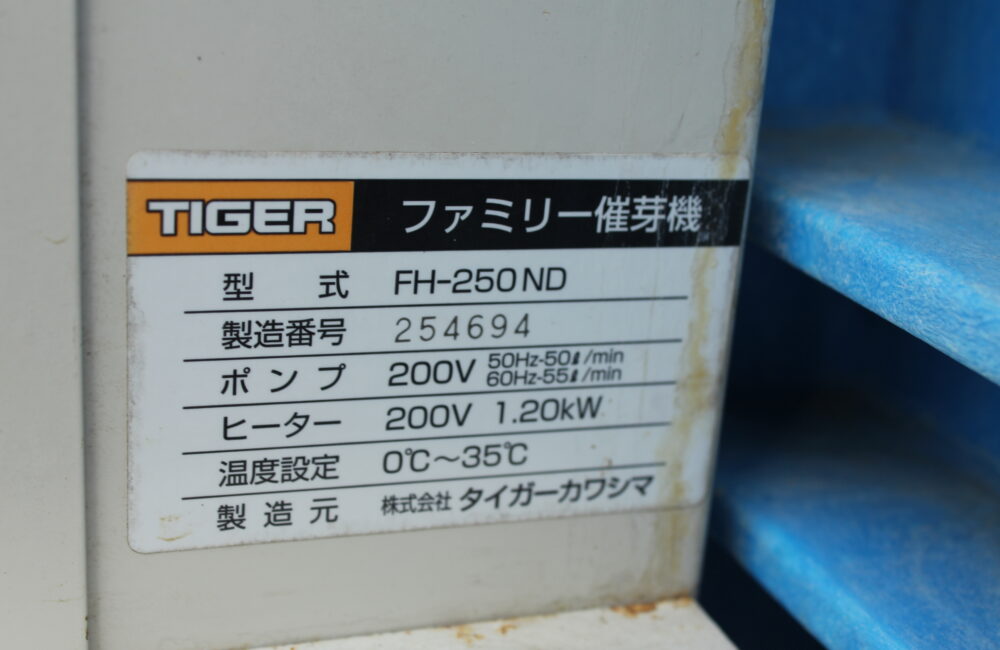 TIGER ファミリー催芽機
型 式 FH-250ND
製造番号 254694
ポンプ 200V 50Hz-50ℓ/min
60Hz-55ℓ/min
ヒーター 200V 1.20kW
温度設定 0℃～35℃
製造元 株式会社 タイガーカワシマ